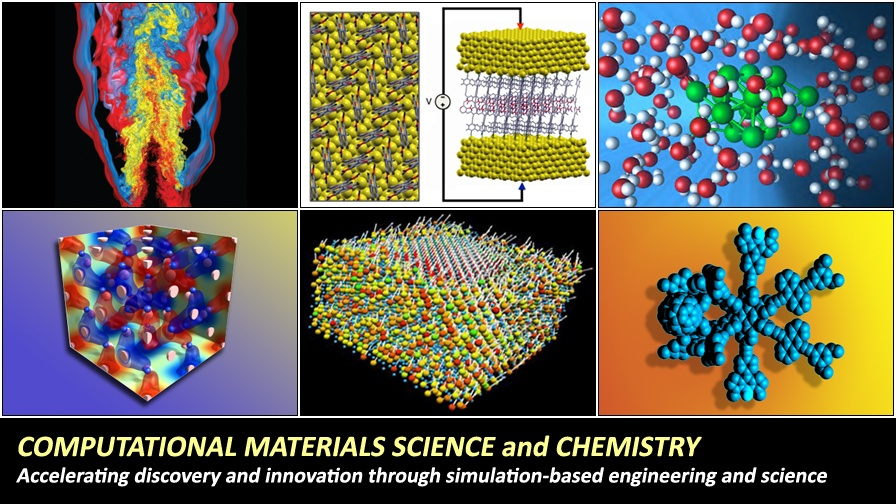 V
COMPUTATIONAL MATERIALS SCIENCE and CHEMISTRY
Accelerating discovery and innovation through simulation-based engineering and science